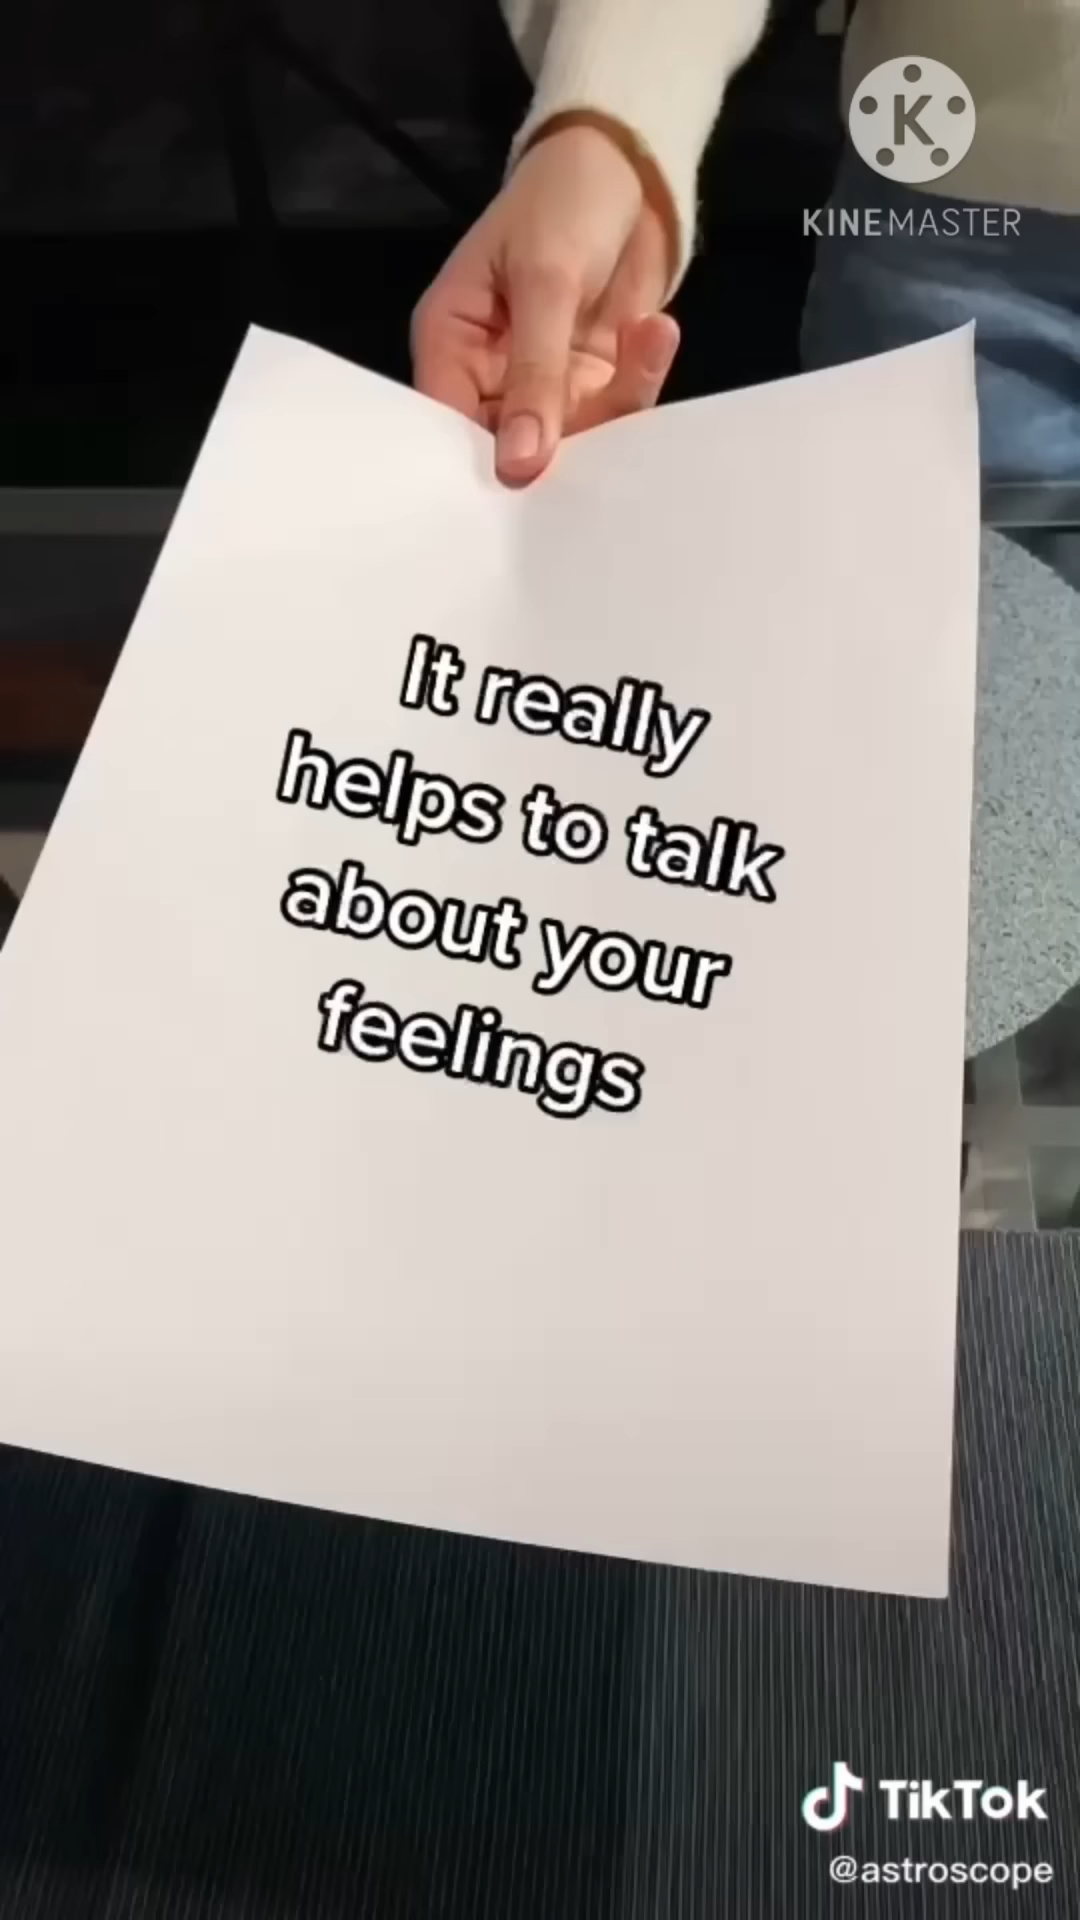 K
KINEMASTER
It really
helps to talk
about your
feelings
TikTok
@astroscope